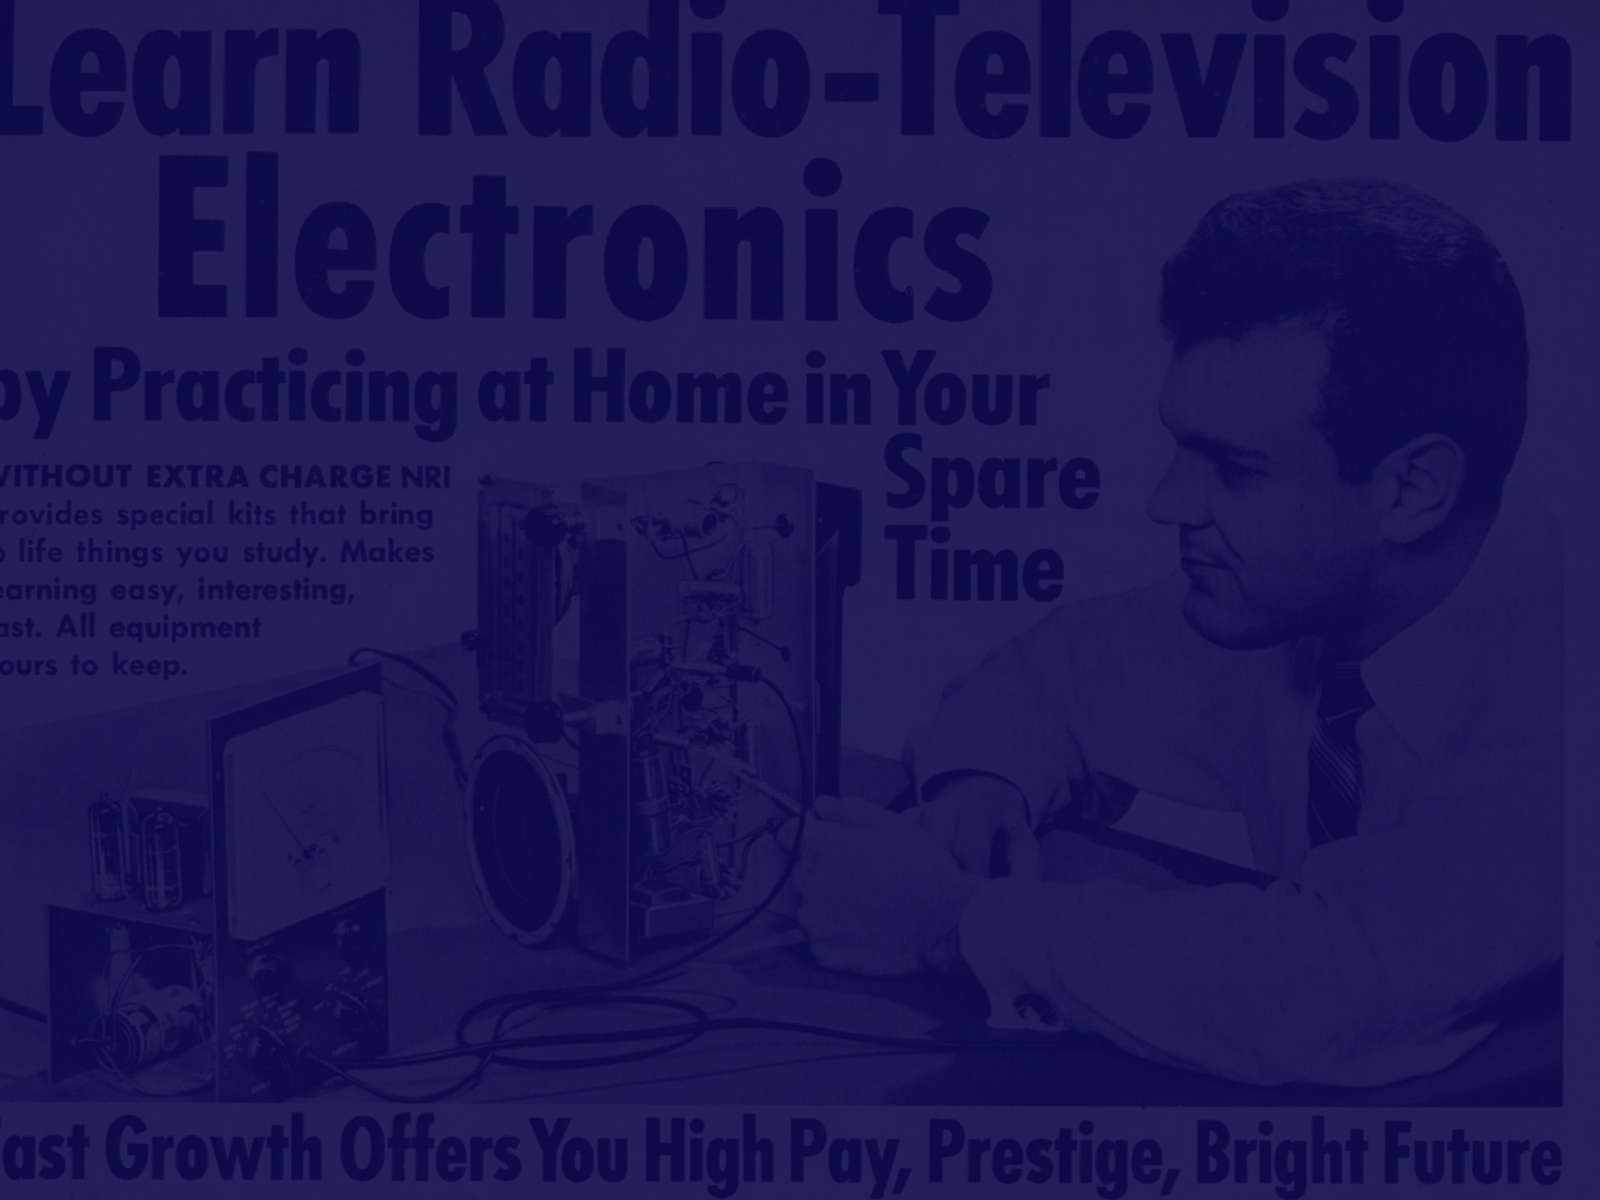 Learn Radio-Television
Electronics
by Practicing at Home in Your
Spare
Time
WITHOUT EXTRA CHARGE NRI
rovides special kits that bring
o life things you study. Makes
earning easy, interesting,
ast. All equipment
ours to keep.
Fast Growth Offers You High Pay, Prestige, Bright Future